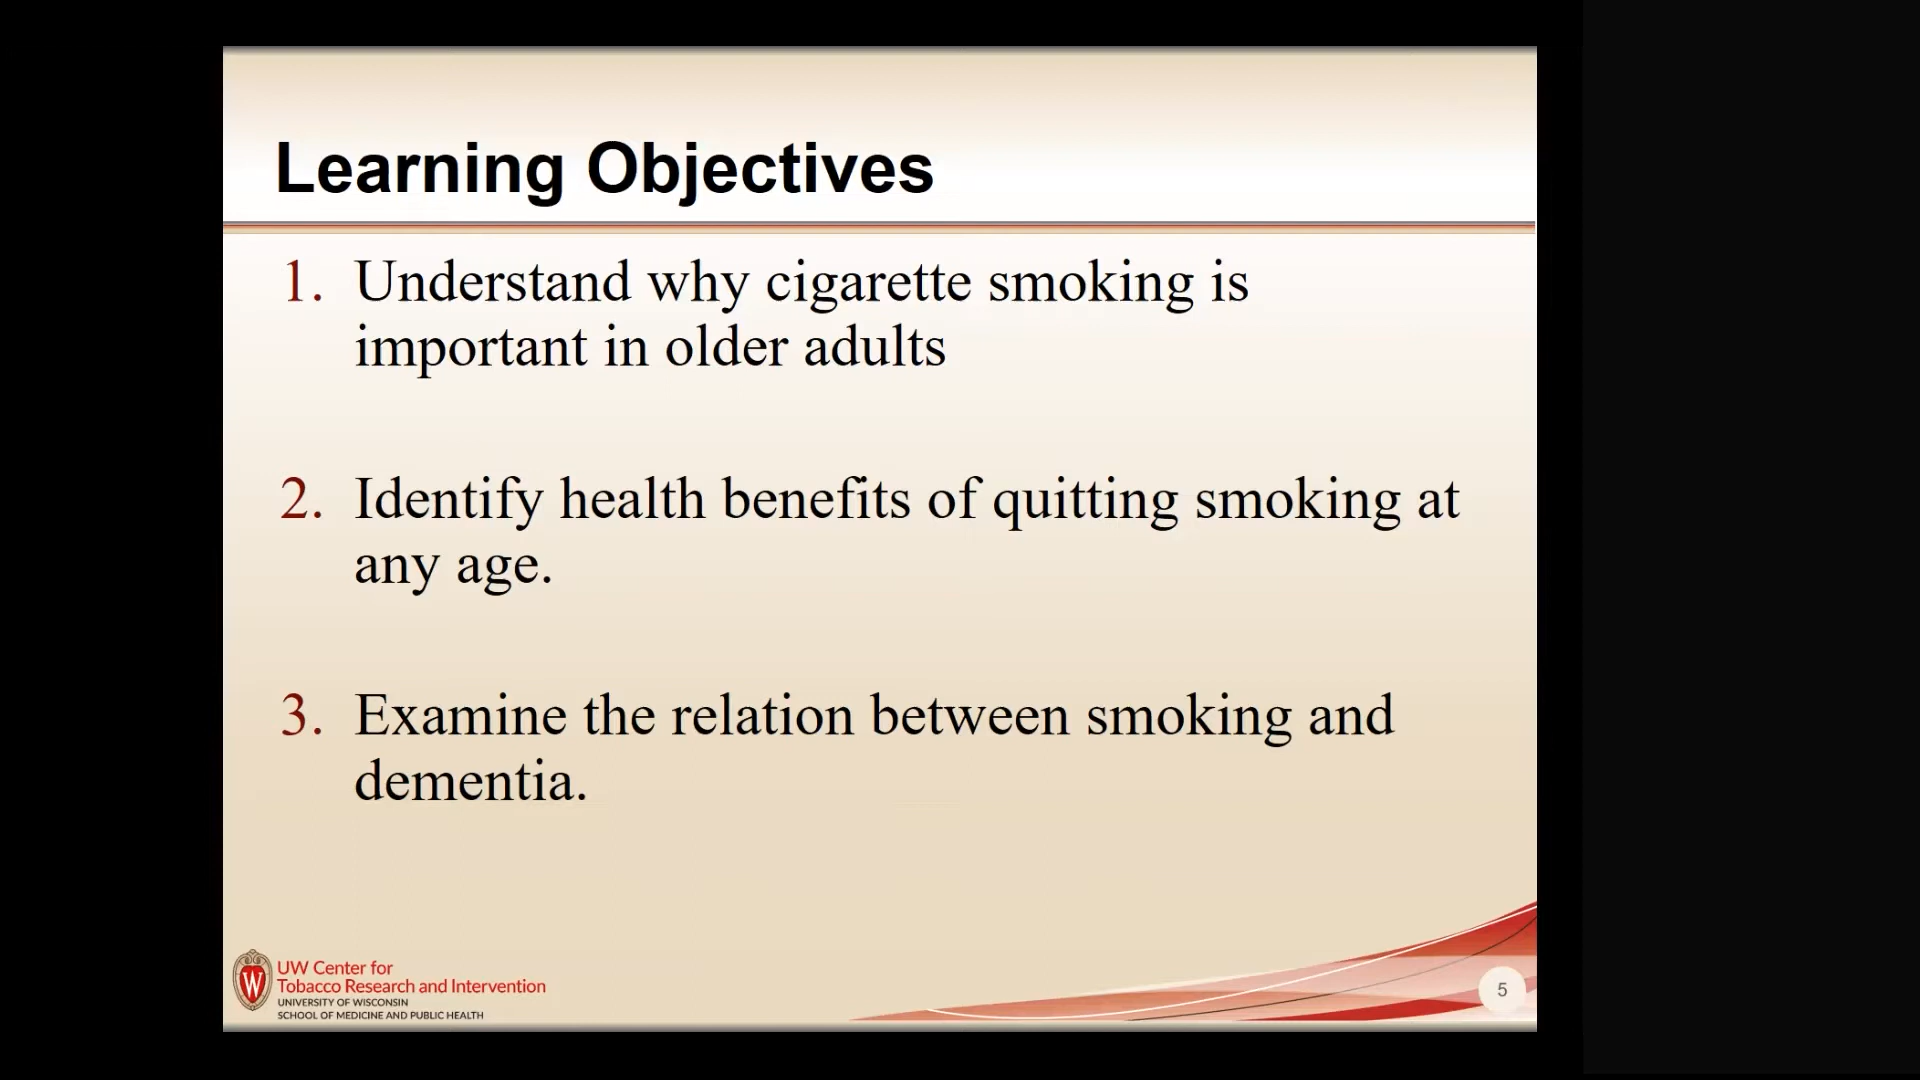 Learning Objectives
1. Understand why cigarette smoking is
important in older adults
2. Identify health benefits of quitting smoking at
any age.
3. Examine the relation between smoking and
dementia.
W
UW Center for
Tobacco Research and Intervention
UNIVERSITY OF WISCONSIN
SCHOOL OF MEDICINE AND PUBLIC HEALTH
5